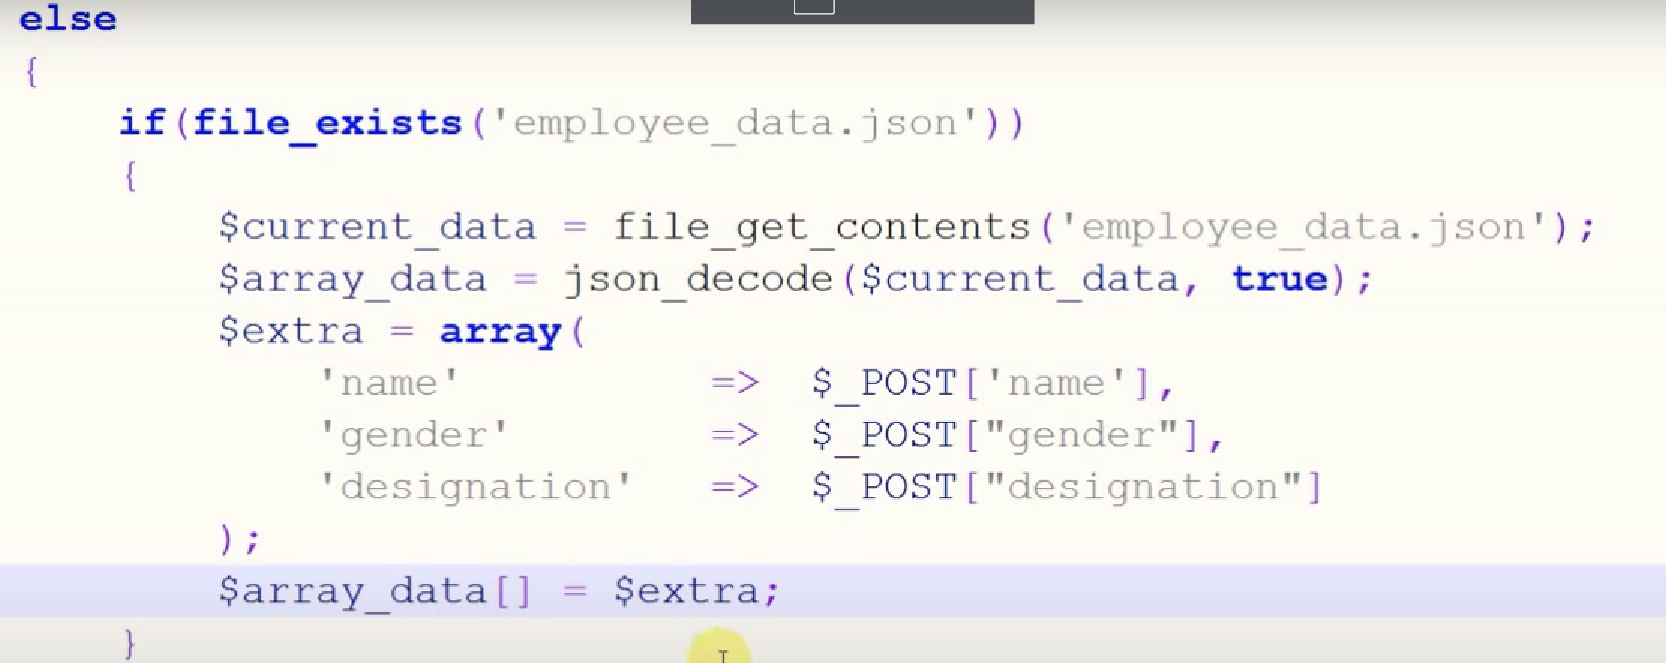 else
{
if(file_exists('employee_data.json'))
{
$current_data = file_get_contents('employee_data.json');
$array_data = json_decode($current_data, true);
$extra = array(
'name' => $_POST['name'],
'gender' => $_POST["gender"],
'designation' => $_POST["designation"]
);
$array_data[] = $extra;
}